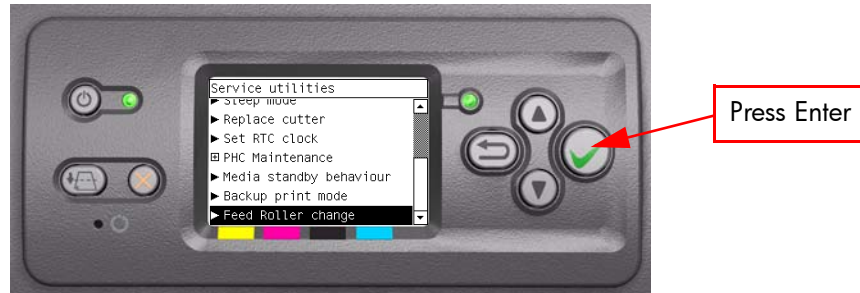 Service utilities
▶ Sleep mode
▶ Replace cutter
▶ Set RTC clock
⊞ PHC Maintenance
▶ Media standby behaviour
▶ Backup print mode
▶ Feed Roller change
Press Enter